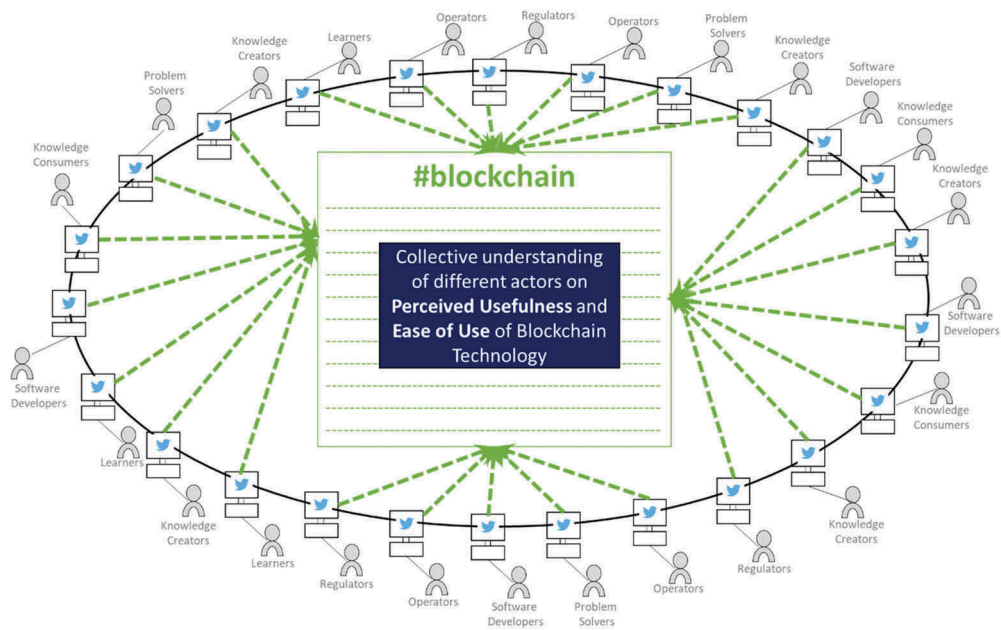 Operators
Regulators
Operators
Problem
Solvers
Learners
Knowledge
Creators
Knowledge
Creators
Problem
Solvers
Software
Developers
Knowledge
Consumers
Knowledge
Consumers
Knowledge
Creators
#blockchain
Collective understanding
of different actors on
Perceived Usefulness and
Ease of Use of Blockchain
Technology
Software
Developers
Software
Developers
Knowledge
Consumers
Learners
Knowledge
Creators
Knowledge
Creators
Learners
Regulators
Regulators
Operators
Software
Developers
Problem
Solvers
Operators